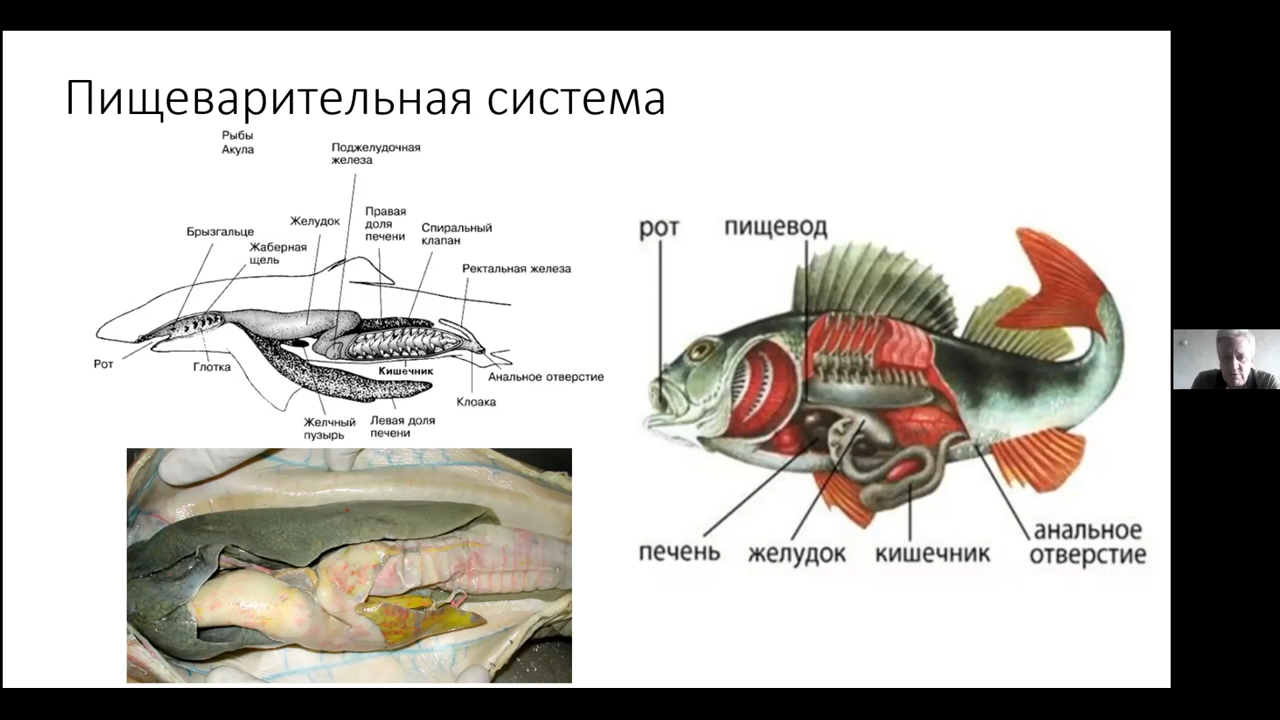 Пищеварительная система
Рыбы
Акула
Поджелудочная
железа
Желудок
Правая
доля
печени
Спиральный
клапан
Брызгальце
Жаберная
щель
Ректальная железа
Рот
Глотка
Кишечник
Анальное отверстие
Клоака
Желчный
пузырь
Левая доля
печени
рот
пищевод
печень
желудок
кишечник
анальное
отверстие